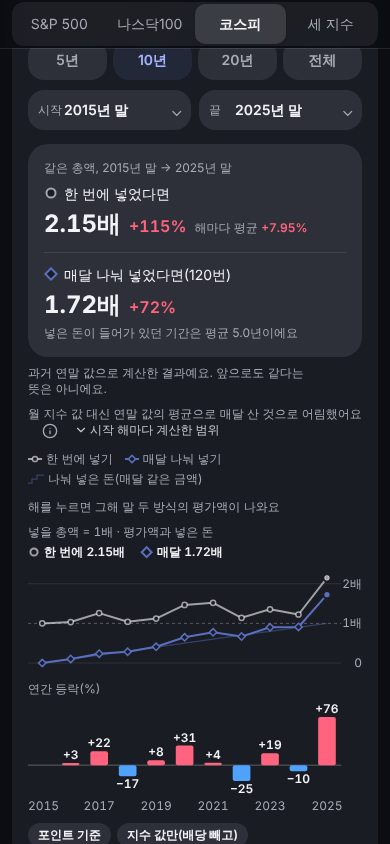 S&P 500 나스닥100 코스피 세 지수
5년 10년 20년 전체
시작 2015년 말 끝 2025년 말
같은 총액, 2015년 말 → 2025년 말
한 번에 넣었다면
2.15배 +115% 해마다 평균 +7.95%
매달 나눠 넣었다면(120번)
1.72배 +72%
넣은 돈이 들어가 있던 기간은 평균 5.0년이에요
과거 연말 값으로 계산한 결과예요. 앞으로도 같다는
뜻은 아니에요.
월 지수 값 대신 연말 값의 평균으로 매달 산 것으로 어림했어요
시작 해마다 계산한 범위
한 번에 넣기 매달 나눠 넣기
나눠 넣은 돈(매달 같은 금액)
해를 누르면 그해 말 두 방식의 평가액이 나와요
넣을 총액 = 1배 · 평가액과 넣은 돈
한 번에 2.15배 매달 1.72배
2배
1배
0
연간 등락(%)
+3 +22 −17 +8 +31 +4 −25 +19 −10 +76
2015 2017 2019 2021 2023 2025
포인트 기준 지수 값만(배당 빼고)